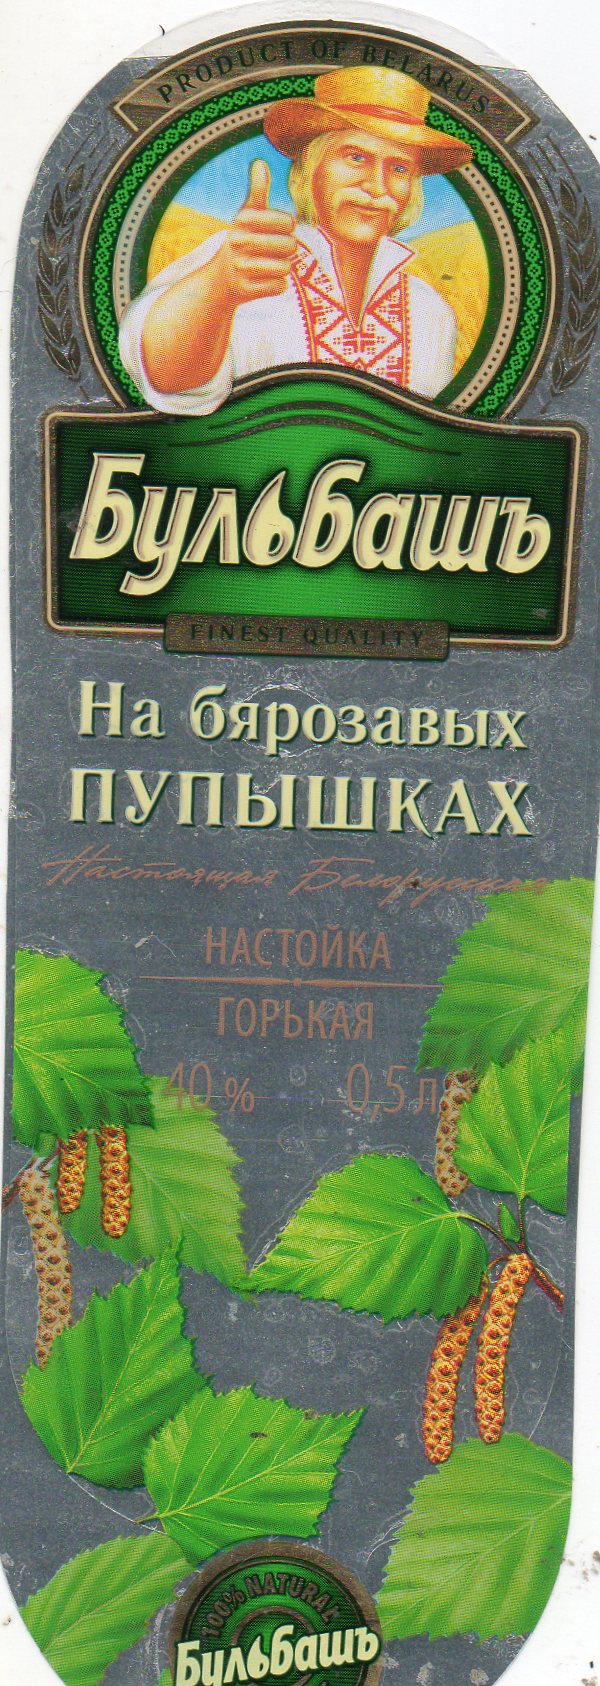 PRODUCT OF BELARUS
Бульбашъ
FINEST QUALITY
На бярозавых
ПУПЫШКАХ
Настоящая Белорусская
НАСТОЙКА
ГОРЬКАЯ
40 % 0,5 л
100% NATURAL
Бульбашъ